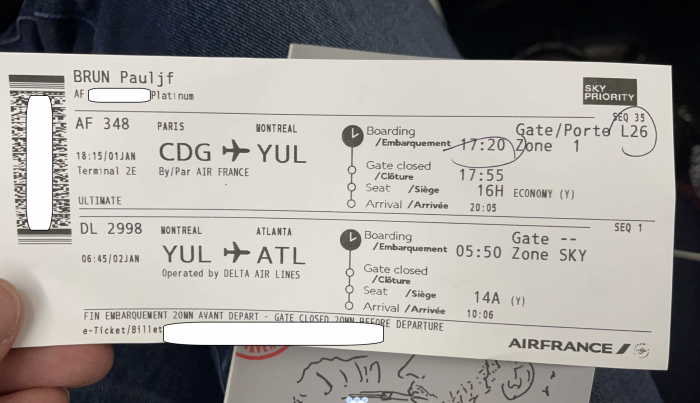 BRUN Pauljf
AF Platinum
SKY PRIORITY
SEQ 35
AF 348 PARIS MONTREAL
18:15/01JAN CDG YUL
Terminal 2E By/Par AIR FRANCE
ULTIMATE
Boarding /Embarquement 17:20
Gate/Porte L26
Zone 1
Gate closed /Clôture 17:55
Seat /Siège 16H ECONOMY (Y)
Arrival /Arrivée 20:05
SEQ 1
DL 2998 MONTREAL ATLANTA
06:45/02JAN YUL ATL
Operated by DELTA AIR LINES
Boarding /Embarquement 05:50
Gate --
Zone SKY
Gate closed /Clôture
Seat /Siège 14A (Y)
Arrival /Arrivée 10:06
FIN EMBARQUEMENT 20MN AVANT DEPART - GATE CLOSED 20MN BEFORE DEPARTURE
e-Ticket/Billet
AIRFRANCE